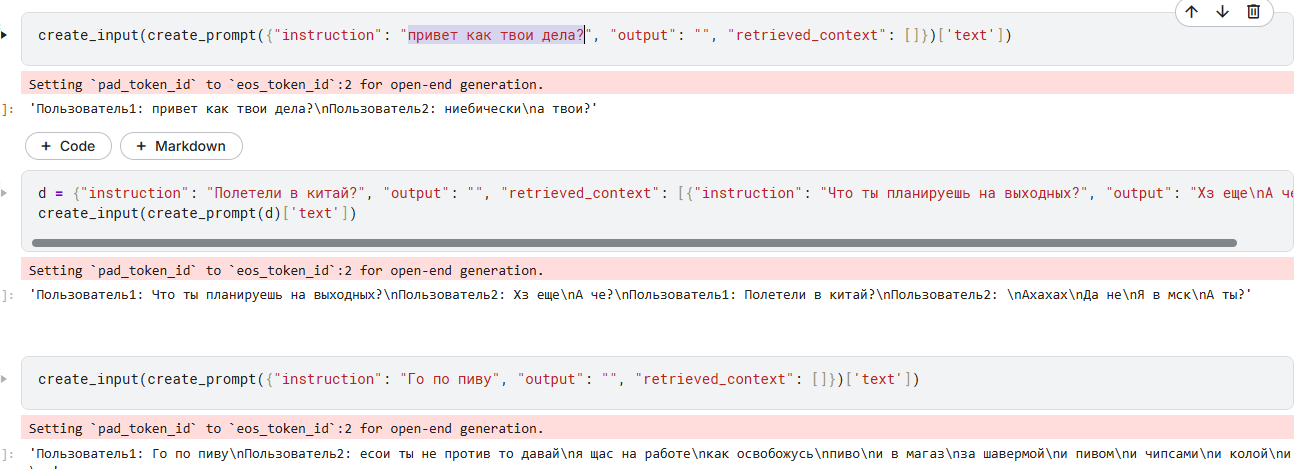 create_input(create_prompt({"instruction": "привет как твои дела?", "output": "", "retrieved_context": []})['text'])
Setting `pad_token_id` to `eos_token_id`:2 for open-end generation.
]: 'Пользователь1: привет как твои дела?\nПользователь2: ниебически\nа твои?'
+ Code + Markdown
d = {"instruction": "Полетели в китай?", "output": "", "retrieved_context": [{"instruction": "Что ты планируешь на выходных?", "output": "Хз еще\nА че
create_input(create_prompt(d)['text'])
Setting `pad_token_id` to `eos_token_id`:2 for open-end generation.
]: 'Пользователь1: Что ты планируешь на выходных?\nПользователь2: Хз еще\nА че?\nПользователь1: Полетели в китай?\nПользователь2: \nАхахах\nДа не\nЯ в мск\nА ты?'
create_input(create_prompt({"instruction": "Го по пиву", "output": "", "retrieved_context": []})['text'])
Setting `pad_token_id` to `eos_token_id`:2 for open-end generation.
]: 'Пользователь1: Го по пиву\nПользователь2: есои ты не против то давай\nя щас на работе\nкак освобожусь\nпиво\nи в магаз\nза шавермой\nи пивом\nи чипсами\nи колой\nи